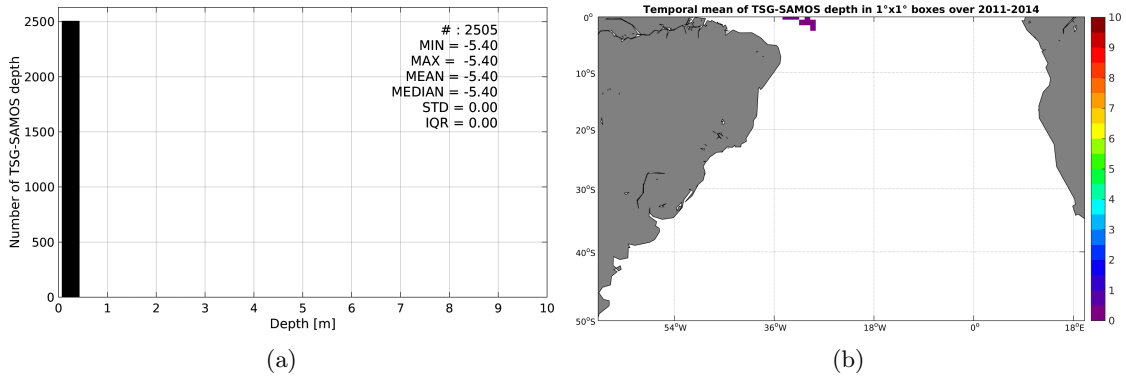 # : 2505
MIN = -5.40
MAX = -5.40
MEAN = -5.40
MEDIAN = -5.40
STD = 0.00
IQR = 0.00
Number of TSG-SAMOS depth
2500
2000
1500
1000
500
0
0 1 2 3 4 5 6 7 8 9 10
Depth [m]
(a)
Temporal mean of TSG-SAMOS depth in 1°x1° boxes over 2011-2014
0°
10°S
20°S
30°S
40°S
50°S
54°W 36°W 18°W 0° 18°E
10
9
8
7
6
5
4
3
2
1
0
(b)